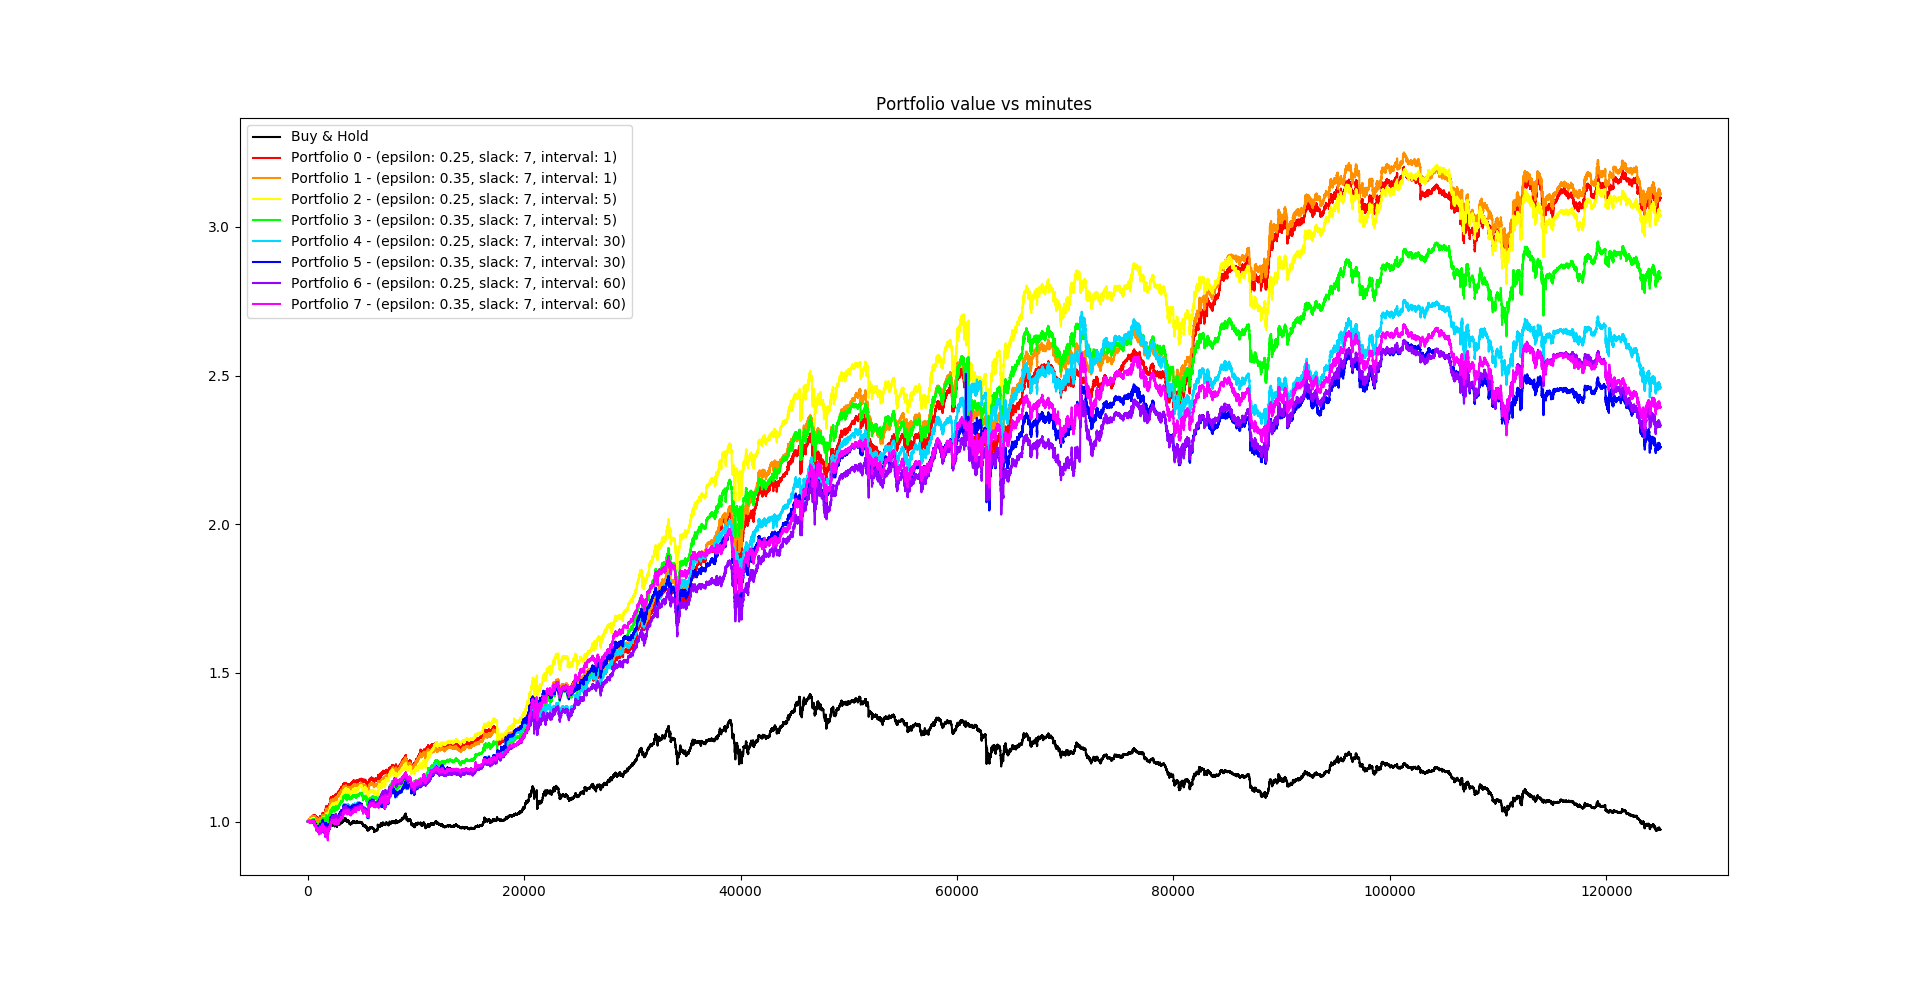 Portfolio value vs minutes
Buy & Hold
Portfolio 0 - (epsilon: 0.25, slack: 7, interval: 1)
Portfolio 1 - (epsilon: 0.35, slack: 7, interval: 1)
Portfolio 2 - (epsilon: 0.25, slack: 7, interval: 5)
Portfolio 3 - (epsilon: 0.35, slack: 7, interval: 5)
Portfolio 4 - (epsilon: 0.25, slack: 7, interval: 30)
Portfolio 5 - (epsilon: 0.35, slack: 7, interval: 30)
Portfolio 6 - (epsilon: 0.25, slack: 7, interval: 60)
Portfolio 7 - (epsilon: 0.35, slack: 7, interval: 60)
3.0
2.5
2.0
1.5
1.0
0 20000 40000 60000 80000 100000 120000